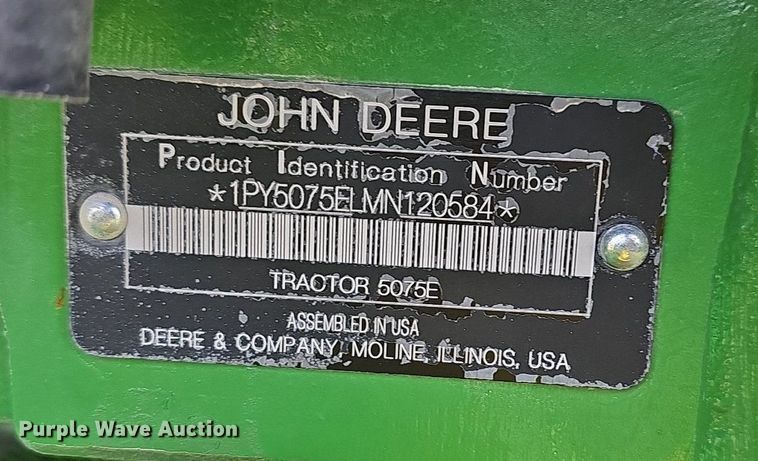 JOHN DEERE
Product Identification Number
*1PY5075ELMN120584*
TRACTOR 5075E
ASSEMBLED IN USA
DEERE & COMPANY, MOLINE, ILLINOIS, USA
Purple Wave Auction